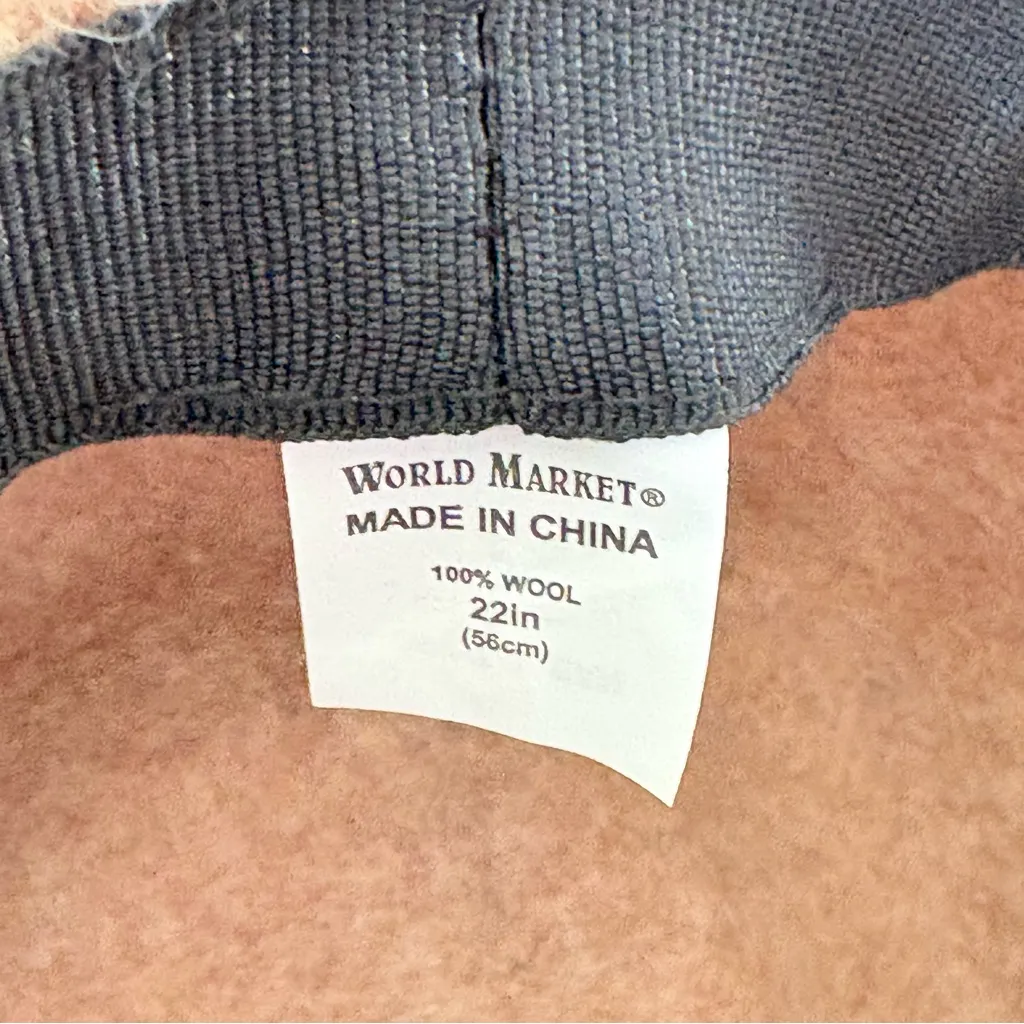 WORLD MARKET®
MADE IN CHINA
100% WOOL
22in
(56cm)